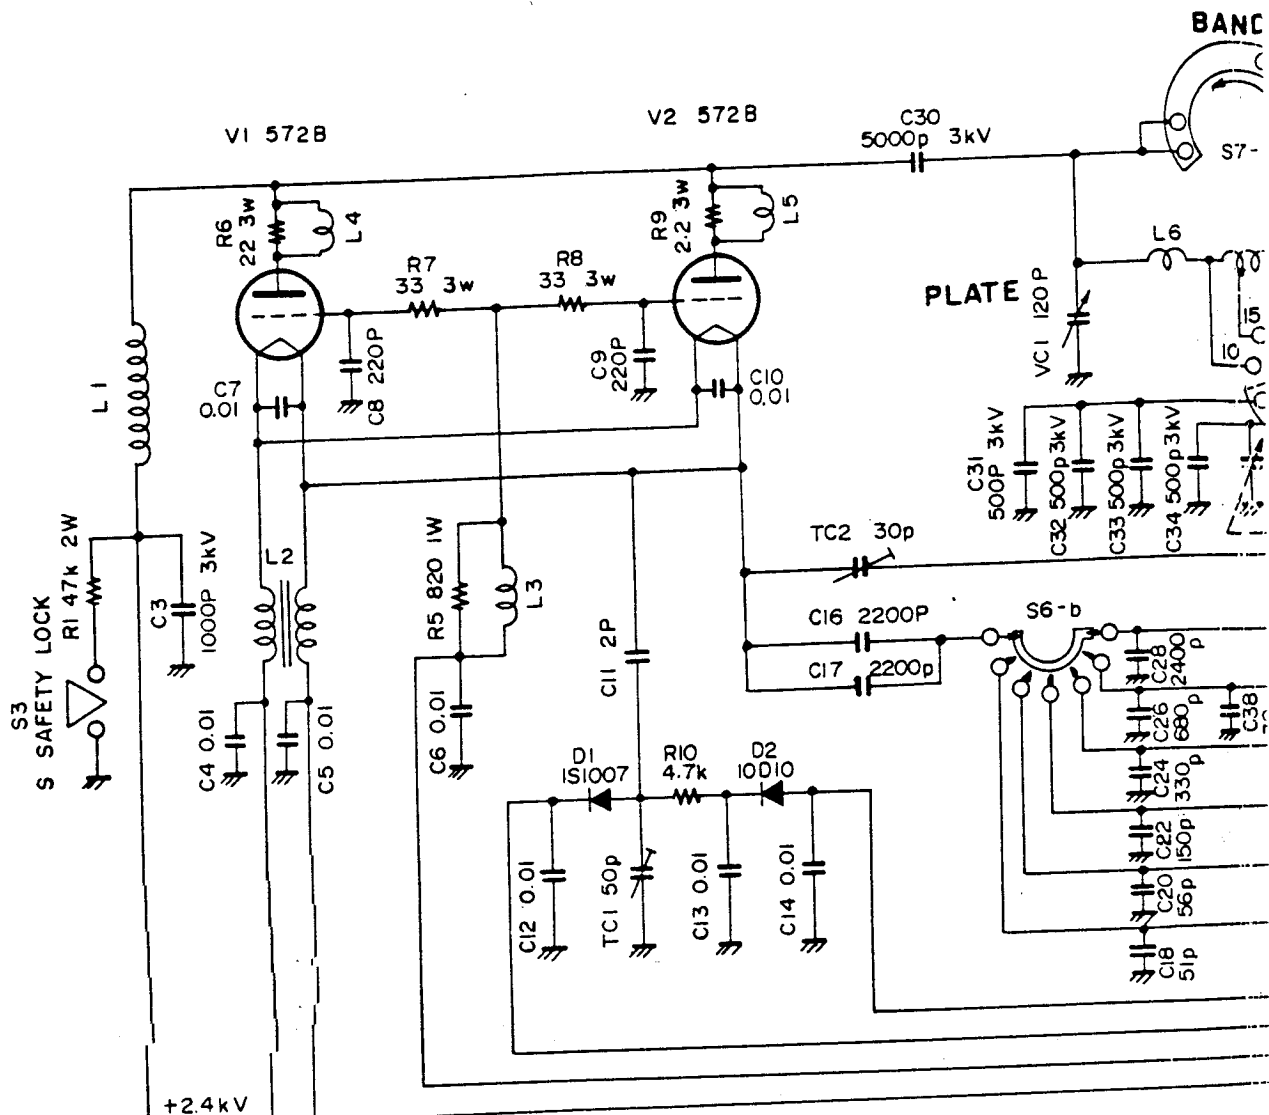 BAND
V1 572B
V2 572B
C30
5000p 3kV
S7-
R6
22 3w
L4
R9
2.2 3w
L5
R7
33 3w
R8
33 3w
L6
PLATE
VC1 120P
15
10
L1
C7
0.01
C8 220P
C9
220P
C10
0.01
C31
500P 3kV
C32 500p 3kV
C33 500p 3kV
C34 500p 3kV
S3
S SAFETY LOCK
R1 47k 2W
C3
1000P 3kV
L2
R5 820 1W
L3
TC2 30p
C16 2200P
C17 2200p
S6-b
C11 2P
C28
2400p
C26
680p
C38
C24
330p
C22
150p
C20
56p
C18
51p
C4 0.01
C5 0.01
C6 0.01
D1
1S1007
R10
4.7k
D2
10D10
C12 0.01
TC1 50p
C13 0.01
C14 0.01
+2.4kV